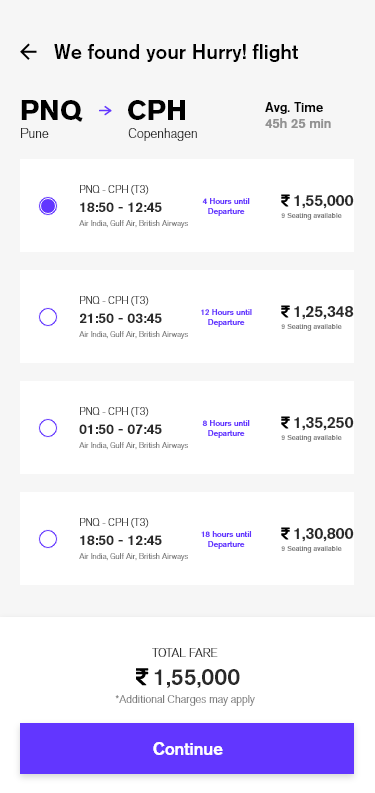 We found your Hurry! flight
PNQ CPH
Pune Copenhagen
Avg. Time
45h 25 min
PNQ - CPH (T3)
18:50 - 12:45
Air India, Gulf Air, British Airways
4 Hours until
Departure
₹ 1,55,000
9 Seating available
PNQ - CPH (T3)
21:50 - 03:45
Air India, Gulf Air, British Airways
12 Hours until
Departure
₹ 1,25,348
9 Seating available
PNQ - CPH (T3)
01:50 - 07:45
Air India, Gulf Air, British Airways
8 Hours until
Departure
₹ 1,35,250
9 Seating available
PNQ - CPH (T3)
18:50 - 12:45
Air India, Gulf Air, British Airways
18 hours until
Departure
₹ 1,30,800
9 Seating available
TOTAL FARE
₹ 1,55,000
*Additional Charges may apply
Continue